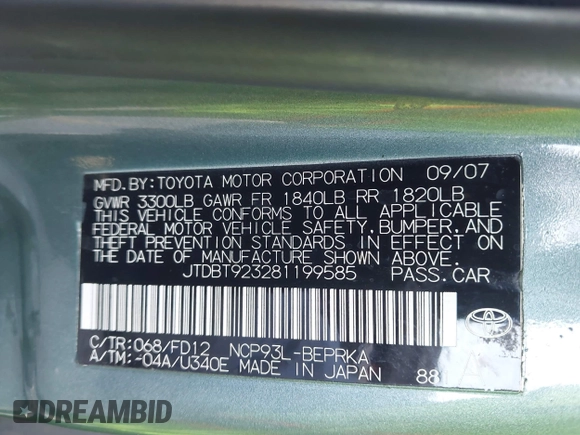 MFD. BY: TOYOTA MOTOR CORPORATION 09/07
GVWR 3300LB GAWR FR 1840LB RR 1820LB
THIS VEHICLE CONFORMS TO ALL APPLICABLE
FEDERAL MOTOR VEHICLE SAFETY, BUMPER, AND
THEFT PREVENTION STANDARDS IN EFFECT ON
THE DATE OF MANUFACTURE SHOWN ABOVE.
JTDBT923281199585 PASS. CAR
C/TR: 068/FD12 NCP93L-BEPRKA
A/TM: -04A/U340E MADE IN JAPAN 88
DREAMBID